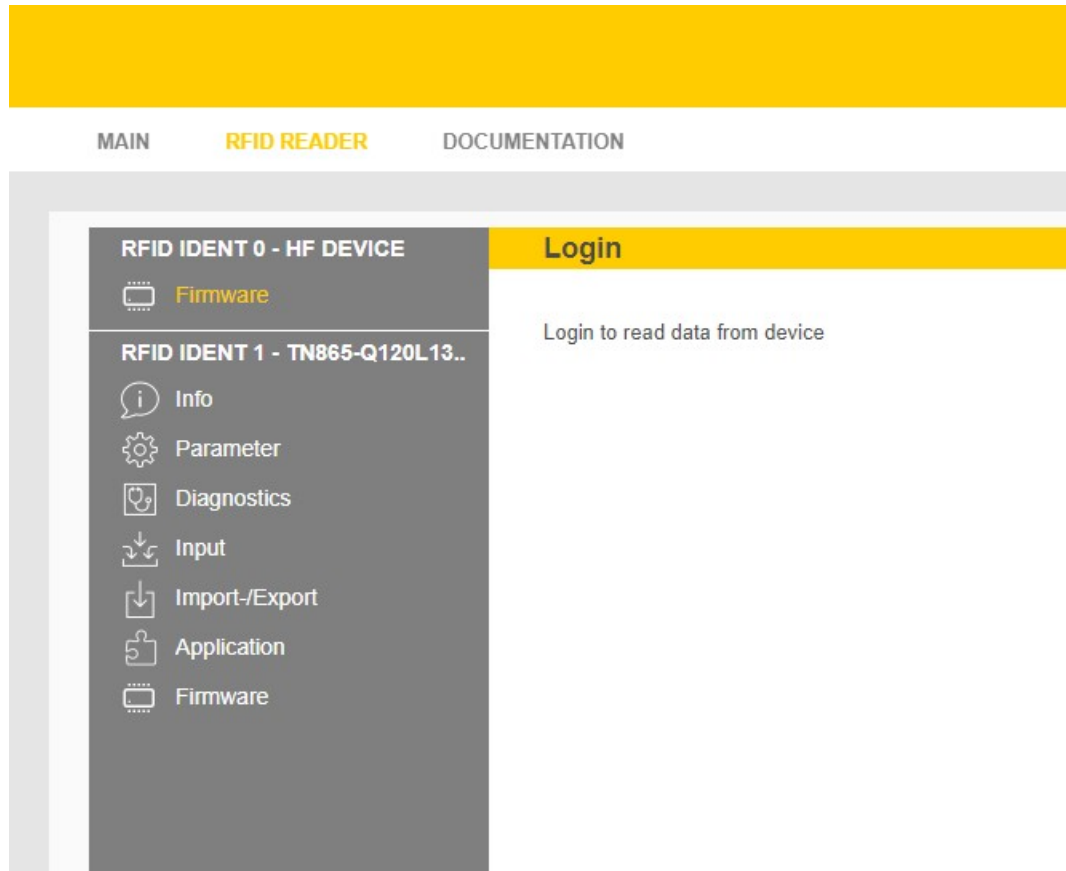 MAIN RFID READER DOCUMENTATION
RFID IDENT 0 - HF DEVICE
Firmware
RFID IDENT 1 - TN865-Q120L13..
Info
Parameter
Diagnostics
Input
Import-/Export
Application
Firmware
Login
Login to read data from device